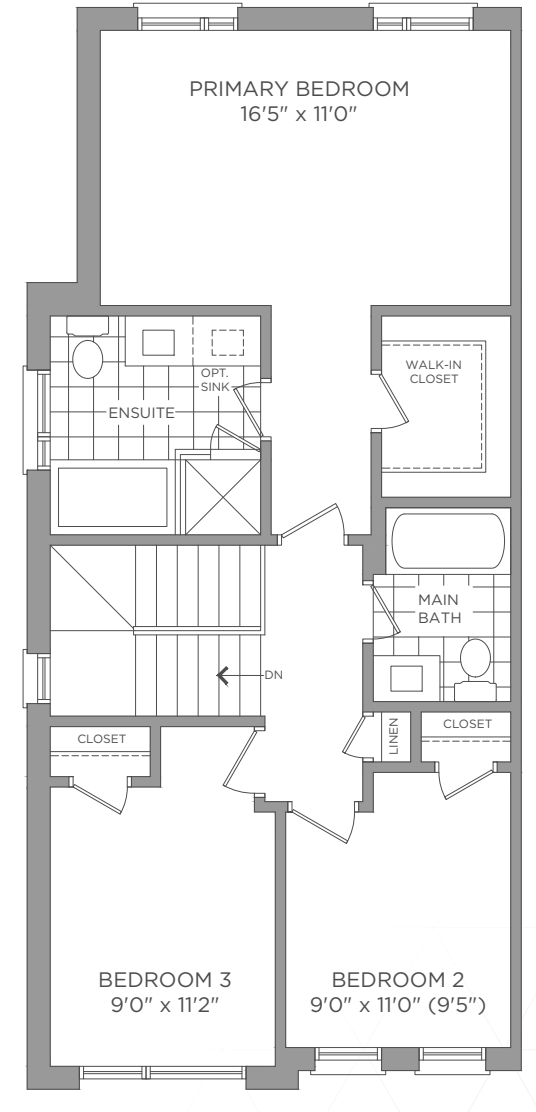 PRIMARY BEDROOM
16'5" x 11'0"
WALK-IN
CLOSET
OPT.
SINK
ENSUITE
MAIN
BATH
DN
LINEN
CLOSET
CLOSET
BEDROOM 3
9'0" x 11'2"
BEDROOM 2
9'0" x 11'0" (9'5")